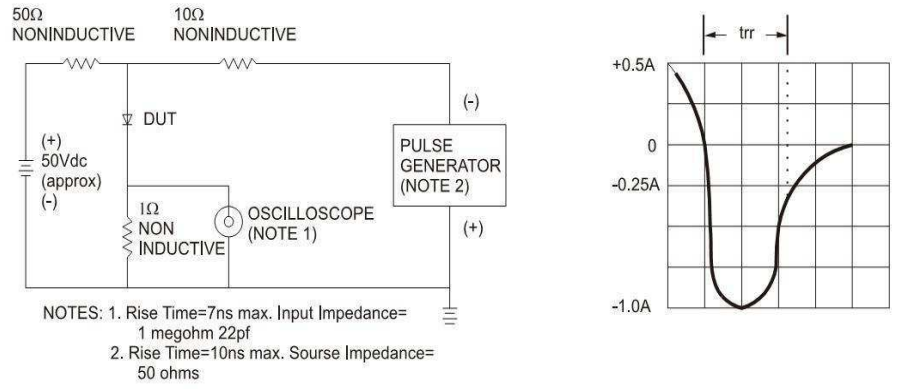 50Ω
NONINDUCTIVE
10Ω
NONINDUCTIVE
DUT
(+)
50Vdc
(approx)
(-)
1Ω
NON
INDUCTIVE
OSCILLOSCOPE
(NOTE 1)
(-)
PULSE
GENERATOR
(NOTE 2)
(+)
NOTES: 1. Rise Time=7ns max. Input Impedance=
1 megohm 22pf
2. Rise Time=10ns max. Sourse Impedance=
50 ohms
trr
+0.5A
0
-0.25A
-1.0A